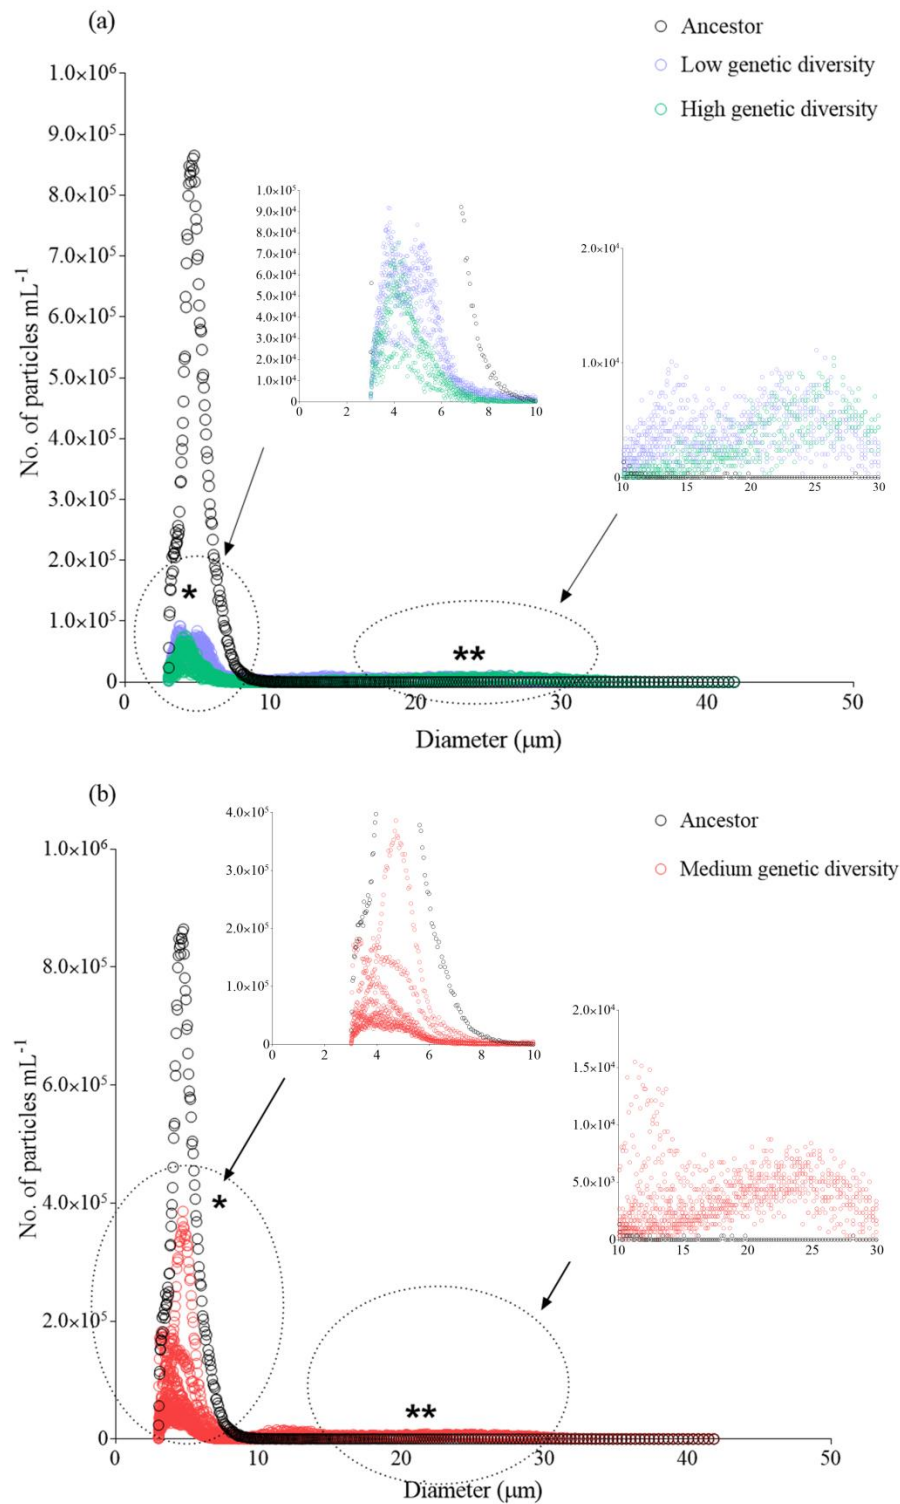 (a)
Ancestor
Low genetic diversity
High genetic diversity
1.0×10⁶
9.0×10⁵
8.0×10⁵
7.0×10⁵
6.0×10⁵
5.0×10⁵
4.0×10⁵
3.0×10⁵
2.0×10⁵
1.0×10⁵
0
No. of particles mL⁻¹
0 10 20 30 40 50
Diameter (μm)
*
**
1.0×10⁵
9.0×10⁴
8.0×10⁴
7.0×10⁴
6.0×10⁴
5.0×10⁴
4.0×10⁴
3.0×10⁴
2.0×10⁴
1.0×10⁴
0
0 2 4 6 8 10
2.0×10⁴
1.0×10⁴
0
10 15 20 25 30
(b)
Ancestor
Medium genetic diversity
1.0×10⁶
8.0×10⁵
6.0×10⁵
4.0×10⁵
2.0×10⁵
0
No. of particles mL⁻¹
0 10 20 30 40 50
Diameter (μm)
*
**
4.0×10⁵
3.0×10⁵
2.0×10⁵
1.0×10⁵
0
0 2 4 6 8 10
2.0×10⁴
1.5×10⁴
1.0×10⁴
5.0×10³
0
10 15 20 25 30